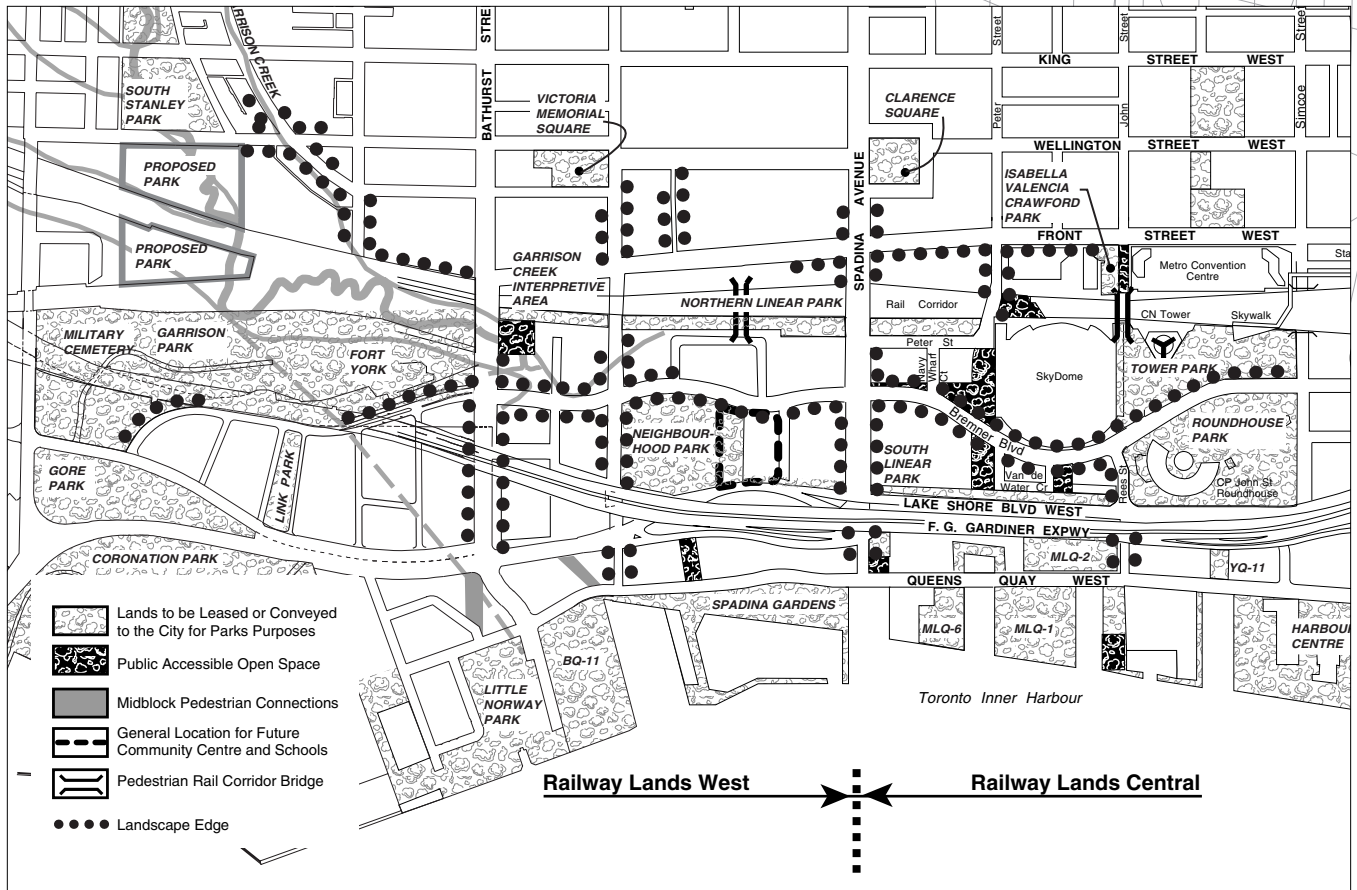 RRISON CREEK
STRE
BATHURST
SOUTH
STANLEY
PARK
PROPOSED
PARK
PROPOSED
PARK
VICTORIA
MEMORIAL
SQUARE
CLARENCE
SQUARE
SPADINA AVENUE
Peter Street
John Street
Simcoe Street
KING STREET WEST
WELLINGTON STREET WEST
ISABELLA
VALENCIA
CRAWFORD
PARK
FRONT STREET WEST
Sta
Metro Convention
Centre
GARRISON
CREEK
INTERPRETIVE
AREA
NORTHERN LINEAR PARK
Rail Corridor
CN Tower
Skywalk
MILITARY
CEMETERY
GARRISON
PARK
FORT
YORK
Peter St
Navy
Wharf
Ct
SkyDome
TOWER PARK
Bremner Blvd
ROUNDHOUSE
PARK
NEIGHBOUR-
HOOD PARK
SOUTH
LINEAR
PARK
Van de
Water Cr
Rees St
CP John St
Roundhouse
GORE
PARK
LINK PARK
LAKE SHORE BLVD WEST
F. G. GARDINER EXPWY
CORONATION PARK
MLQ-2
YQ-11
QUEENS QUAY WEST
SPADINA GARDENS
MLQ-6
MLQ-1
HARBOU
CENTRE
BQ-11
LITTLE
NORWAY
PARK
Toronto Inner Harbour
Lands to be Leased or Conveyed
to the City for Parks Purposes
Public Accessible Open Space
Midblock Pedestrian Connections
General Location for Future
Community Centre and Schools
Pedestrian Rail Corridor Bridge
Landscape Edge
Railway Lands West
Railway Lands Central